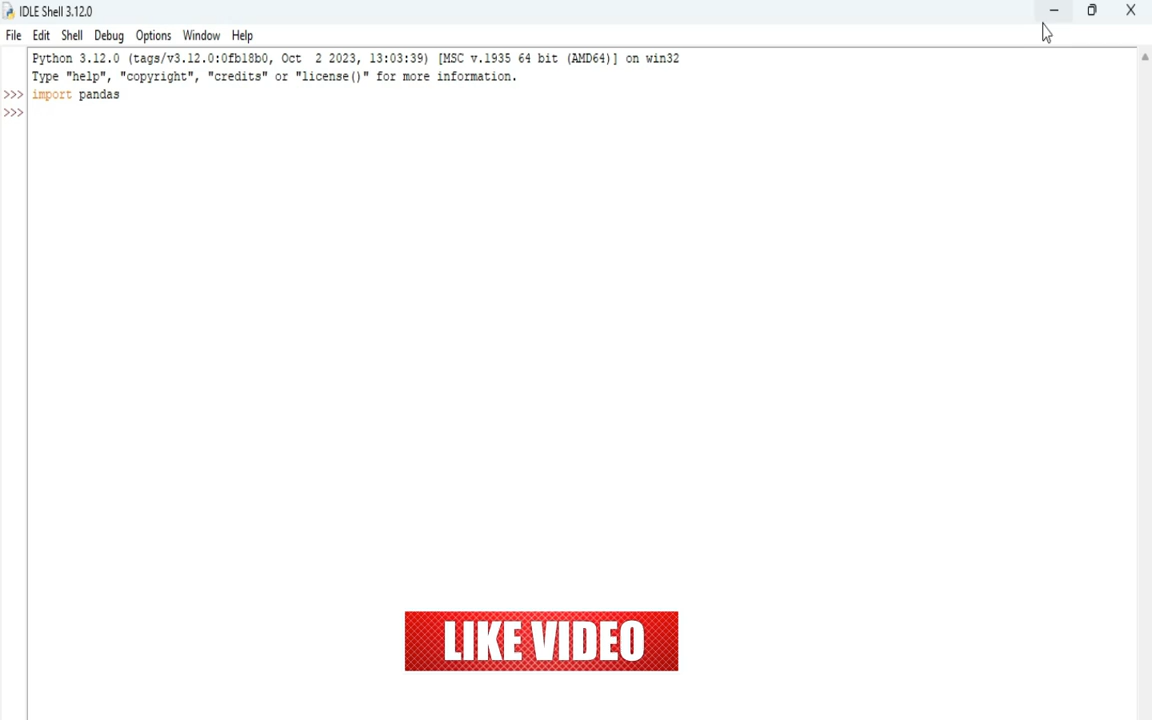 IDLE Shell 3.12.0
File Edit Shell Debug Options Window Help
Python 3.12.0 (tags/v3.12.0:0fb18b0, Oct  2 2023, 13:03:39) [MSC v.1935 64 bit (AMD64)] on win32
Type "help", "copyright", "credits" or "license()" for more information.
>>> import pandas
>>>
LIKE VIDEO